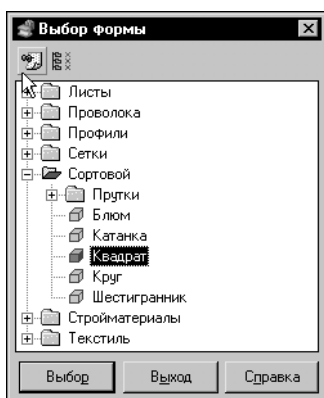 Выбор формы
Листы
Проволока
Профили
Сетки
Сортовой
Прутки
Блюм
Катанка
Квадрат
Круг
Шестигранник
Стройматериалы
Текстиль
Выбор Выход Справка